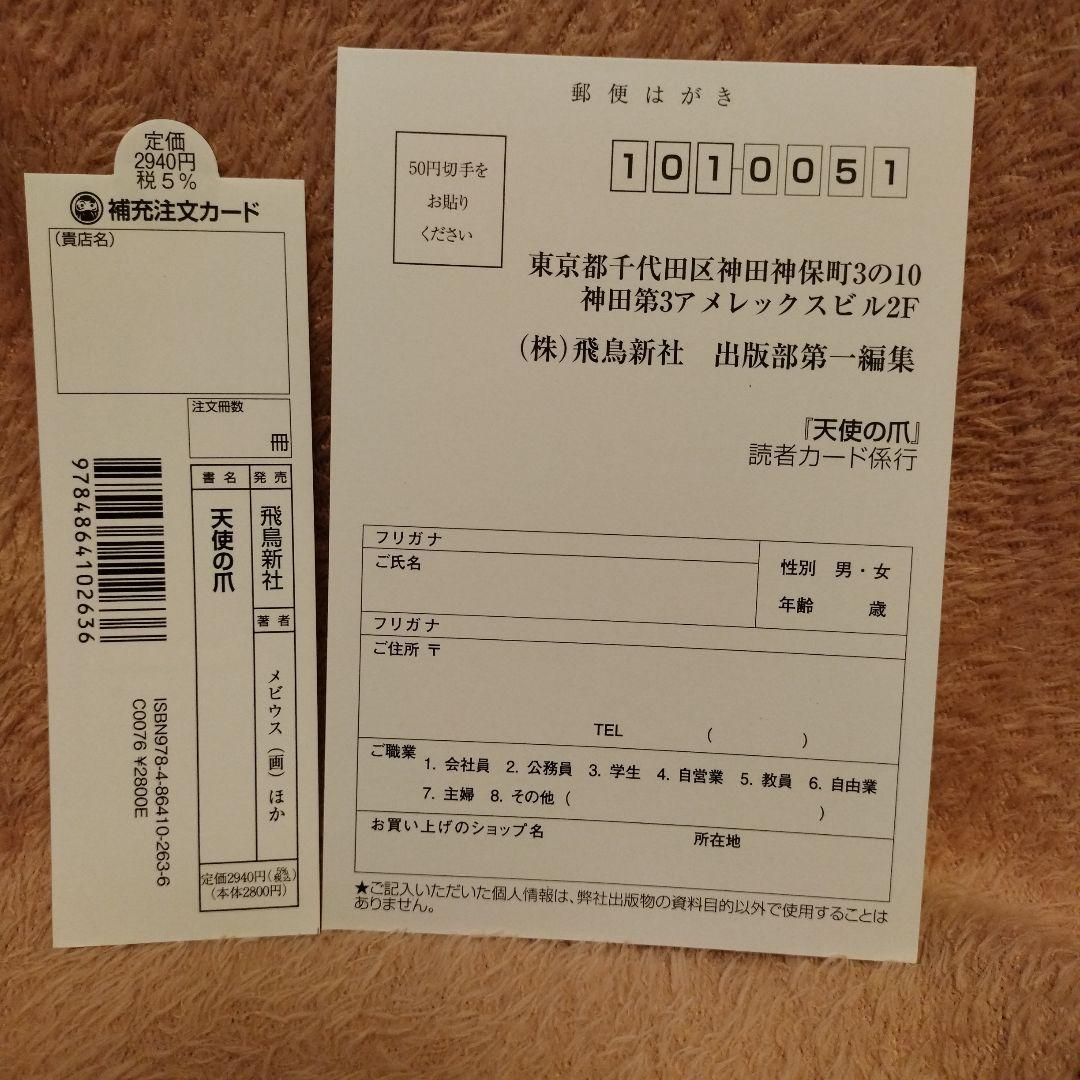 定価
2940円
税5%
補充注文カード
(貴店名)
注文冊数
冊
書名
天使の爪
発売
飛鳥新社
著者
メビウス(画)ほか
定価2940円(5%税込)
(本体2800円)
9784864102636
ISBN978-4-86410-263-6
C0076 ¥2800E
郵便はがき
50円切手を
お貼り
ください
101-0051
東京都千代田区神田神保町3の10
神田第3アメレックスビル2F
(株)飛鳥新社 出版部第一編集
『天使の爪』
読者カード係行
フリガナ
ご氏名
性別 男・女
年齢 歳
フリガナ
ご住所 〒
TEL ( )
ご職業
1. 会社員 2. 公務員 3. 学生 4. 自営業 5. 教員 6. 自由業
7. 主婦 8. その他 ( )
お買い上げのショップ名 所在地
★ご記入いただいた個人情報は、弊社出版物の資料目的以外で使用することは
ありません。